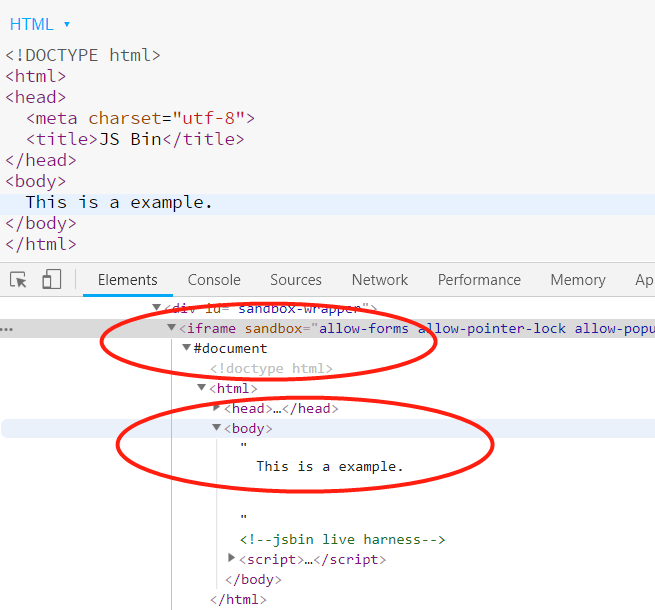 HTML ▾
<!DOCTYPE html>
<html>
<head>
<meta charset="utf-8">
<title>JS Bin</title>
</head>
<body>
This is a example.
</body>
</html>
Elements Console Sources Network Performance Memory Ap
▼<div id="sandbox-wrapper">
••• ▼<iframe sandbox="allow-forms allow-pointer-lock allow-popu
▼#document
<!doctype html>
▼<html>
▶<head>…</head>
▼<body>
"
This is a example.
"
<!--jsbin live harness-->
▶<script>…</script>
</body>
</html>